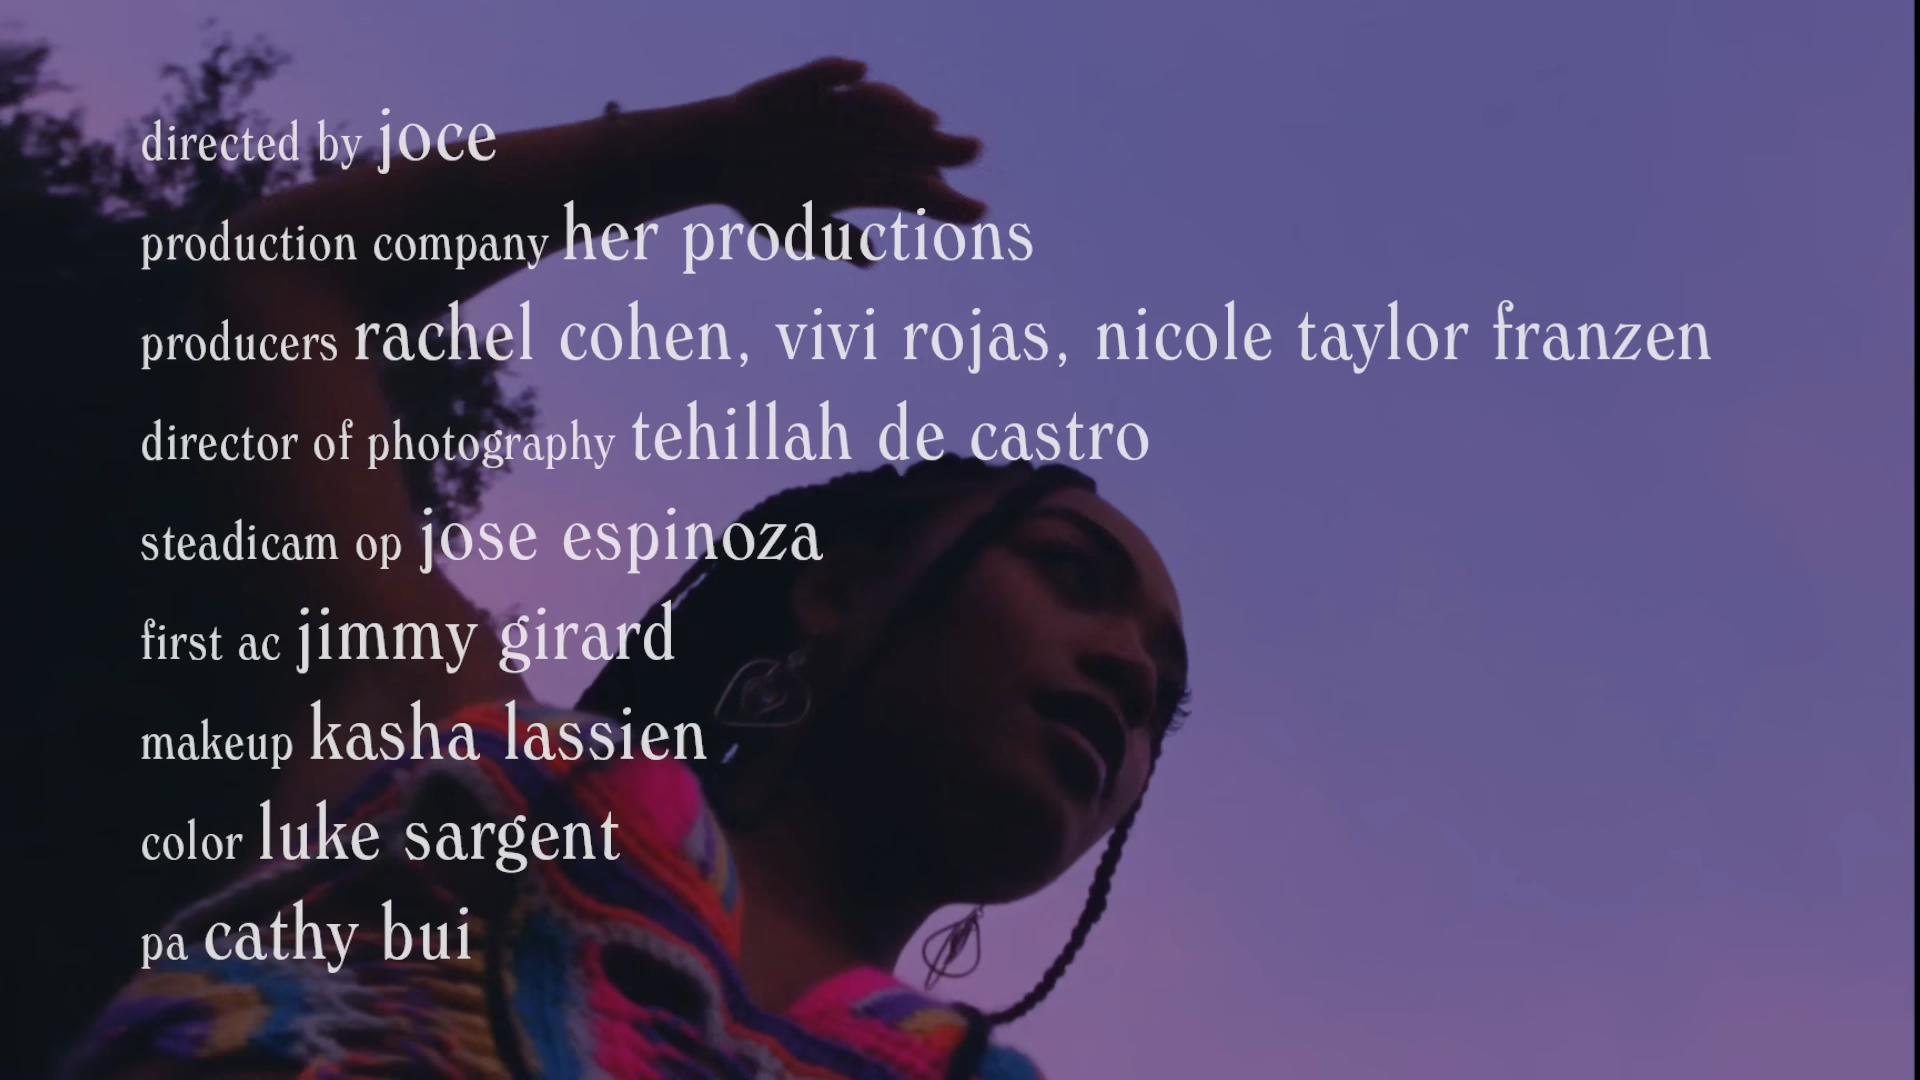 directed by joce
production company her productions
producers rachel cohen, vivi rojas, nicole taylor franzen
director of photography tehillah de castro
steadicam op jose espinoza
first ac jimmy girard
makeup kasha lassien
color luke sargent
pa cathy bui